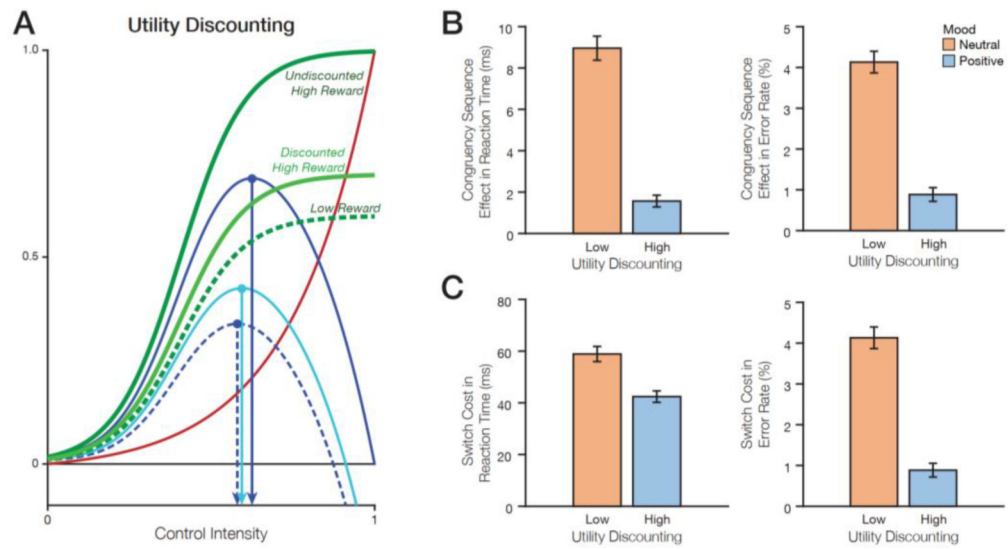 A
Utility Discounting
1.0
0.5
0
0
1
Control Intensity
Undiscounted
High Reward
Discounted
High Reward
Low Reward
B
Congruency Sequence
Effect in Reaction Time (ms)
10
8
6
4
2
0
Low
High
Utility Discounting
Congruency Sequence
Effect in Error Rate (%)
5
4
3
2
1
0
Low
High
Utility Discounting
Mood
Neutral
Positive
C
Switch Cost in
Reaction Time (ms)
80
60
40
20
0
Low
High
Utility Discounting
Switch Cost in
Error Rate (%)
5
4
3
2
1
0
Low
High
Utility Discounting